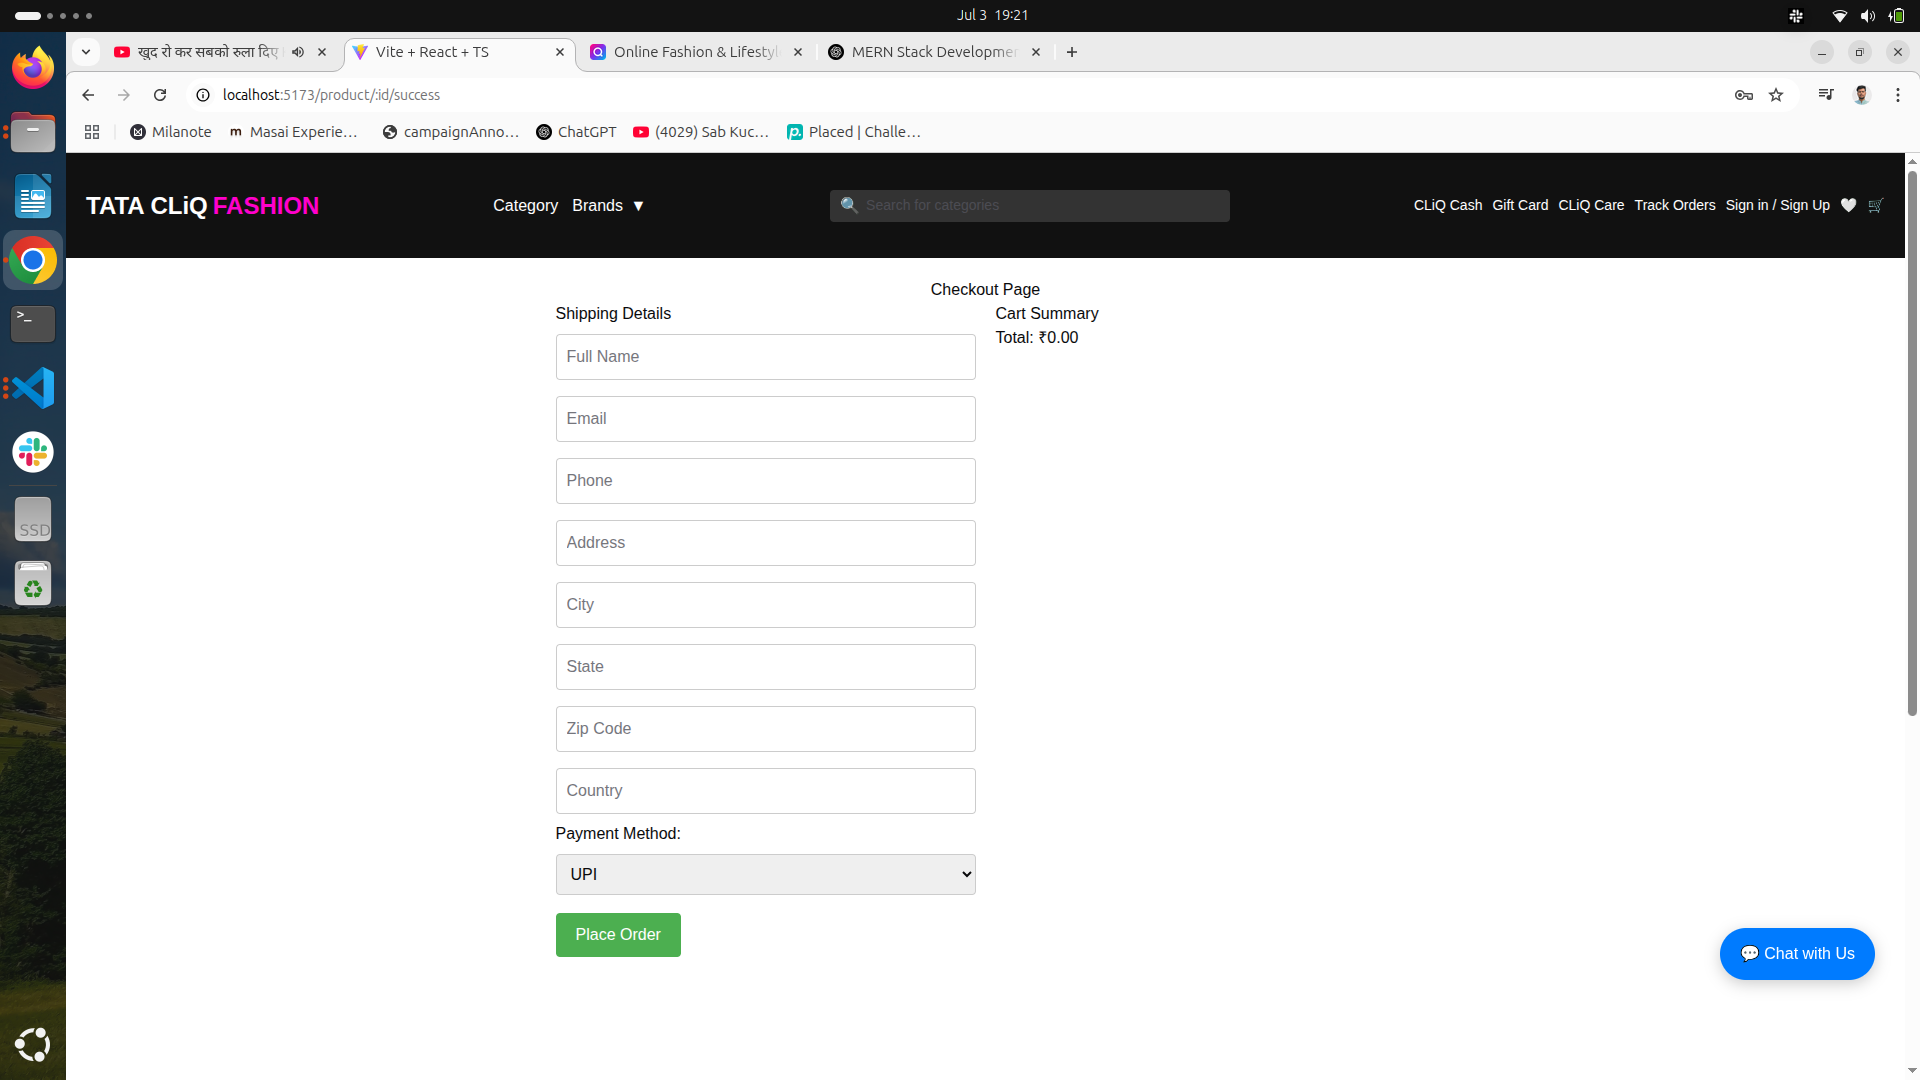 Jul 3 19:21
खुद रो कर सबको रुला दिए
Vite + React + TS
Online Fashion & Lifestyl
MERN Stack Developmen
localhost:5173/product/:id/success
Milanote
Masai Experie…
campaignAnno…
ChatGPT
(4029) Sab Kuc…
Placed | Challe…
TATA CLiQ FASHION
Category
Brands ▼
Search for categories
CLiQ Cash
Gift Card
CLiQ Care
Track Orders
Sign in / Sign Up
Checkout Page
Shipping Details
Cart Summary
Total: ₹0.00
Full Name
Email
Phone
Address
City
State
Zip Code
Country
Payment Method:
UPI
Place Order
💬 Chat with Us
SSD